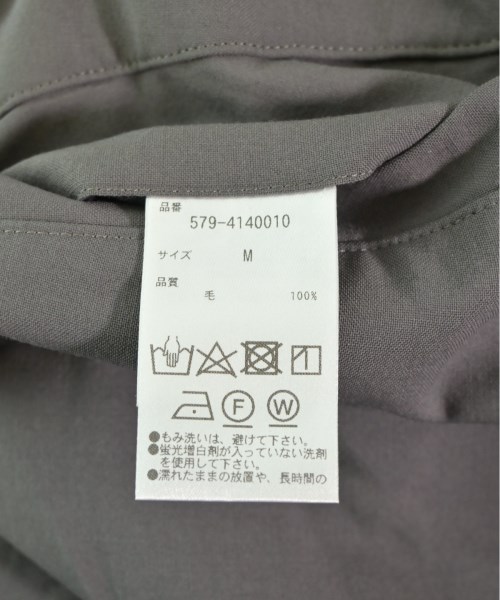 品番
579-4140010
サイズ M
品質
毛 100%
F W
●もみ洗いは、避けて下さい。
●蛍光増白剤が入っていない洗剤
を使用して下さい。
●濡れたままの放置や、長時間の